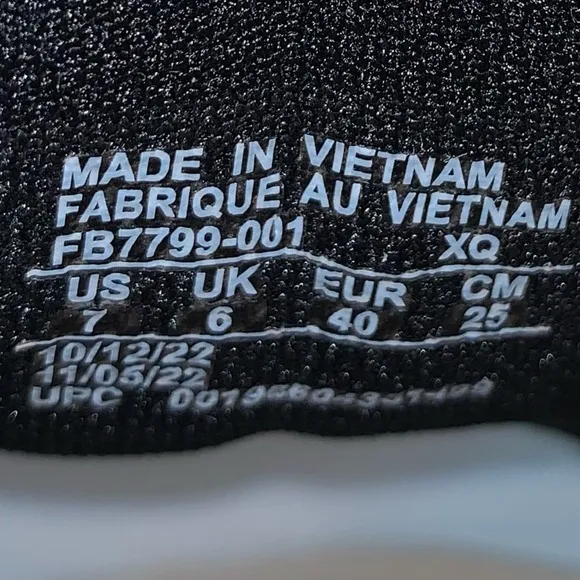 MADE IN VIETNAM
FABRIQUÉ AU VIETNAM
FB7799-001 XQ
US UK EUR CM
7 6 40 25
10/12/22
11/05/22
UPC